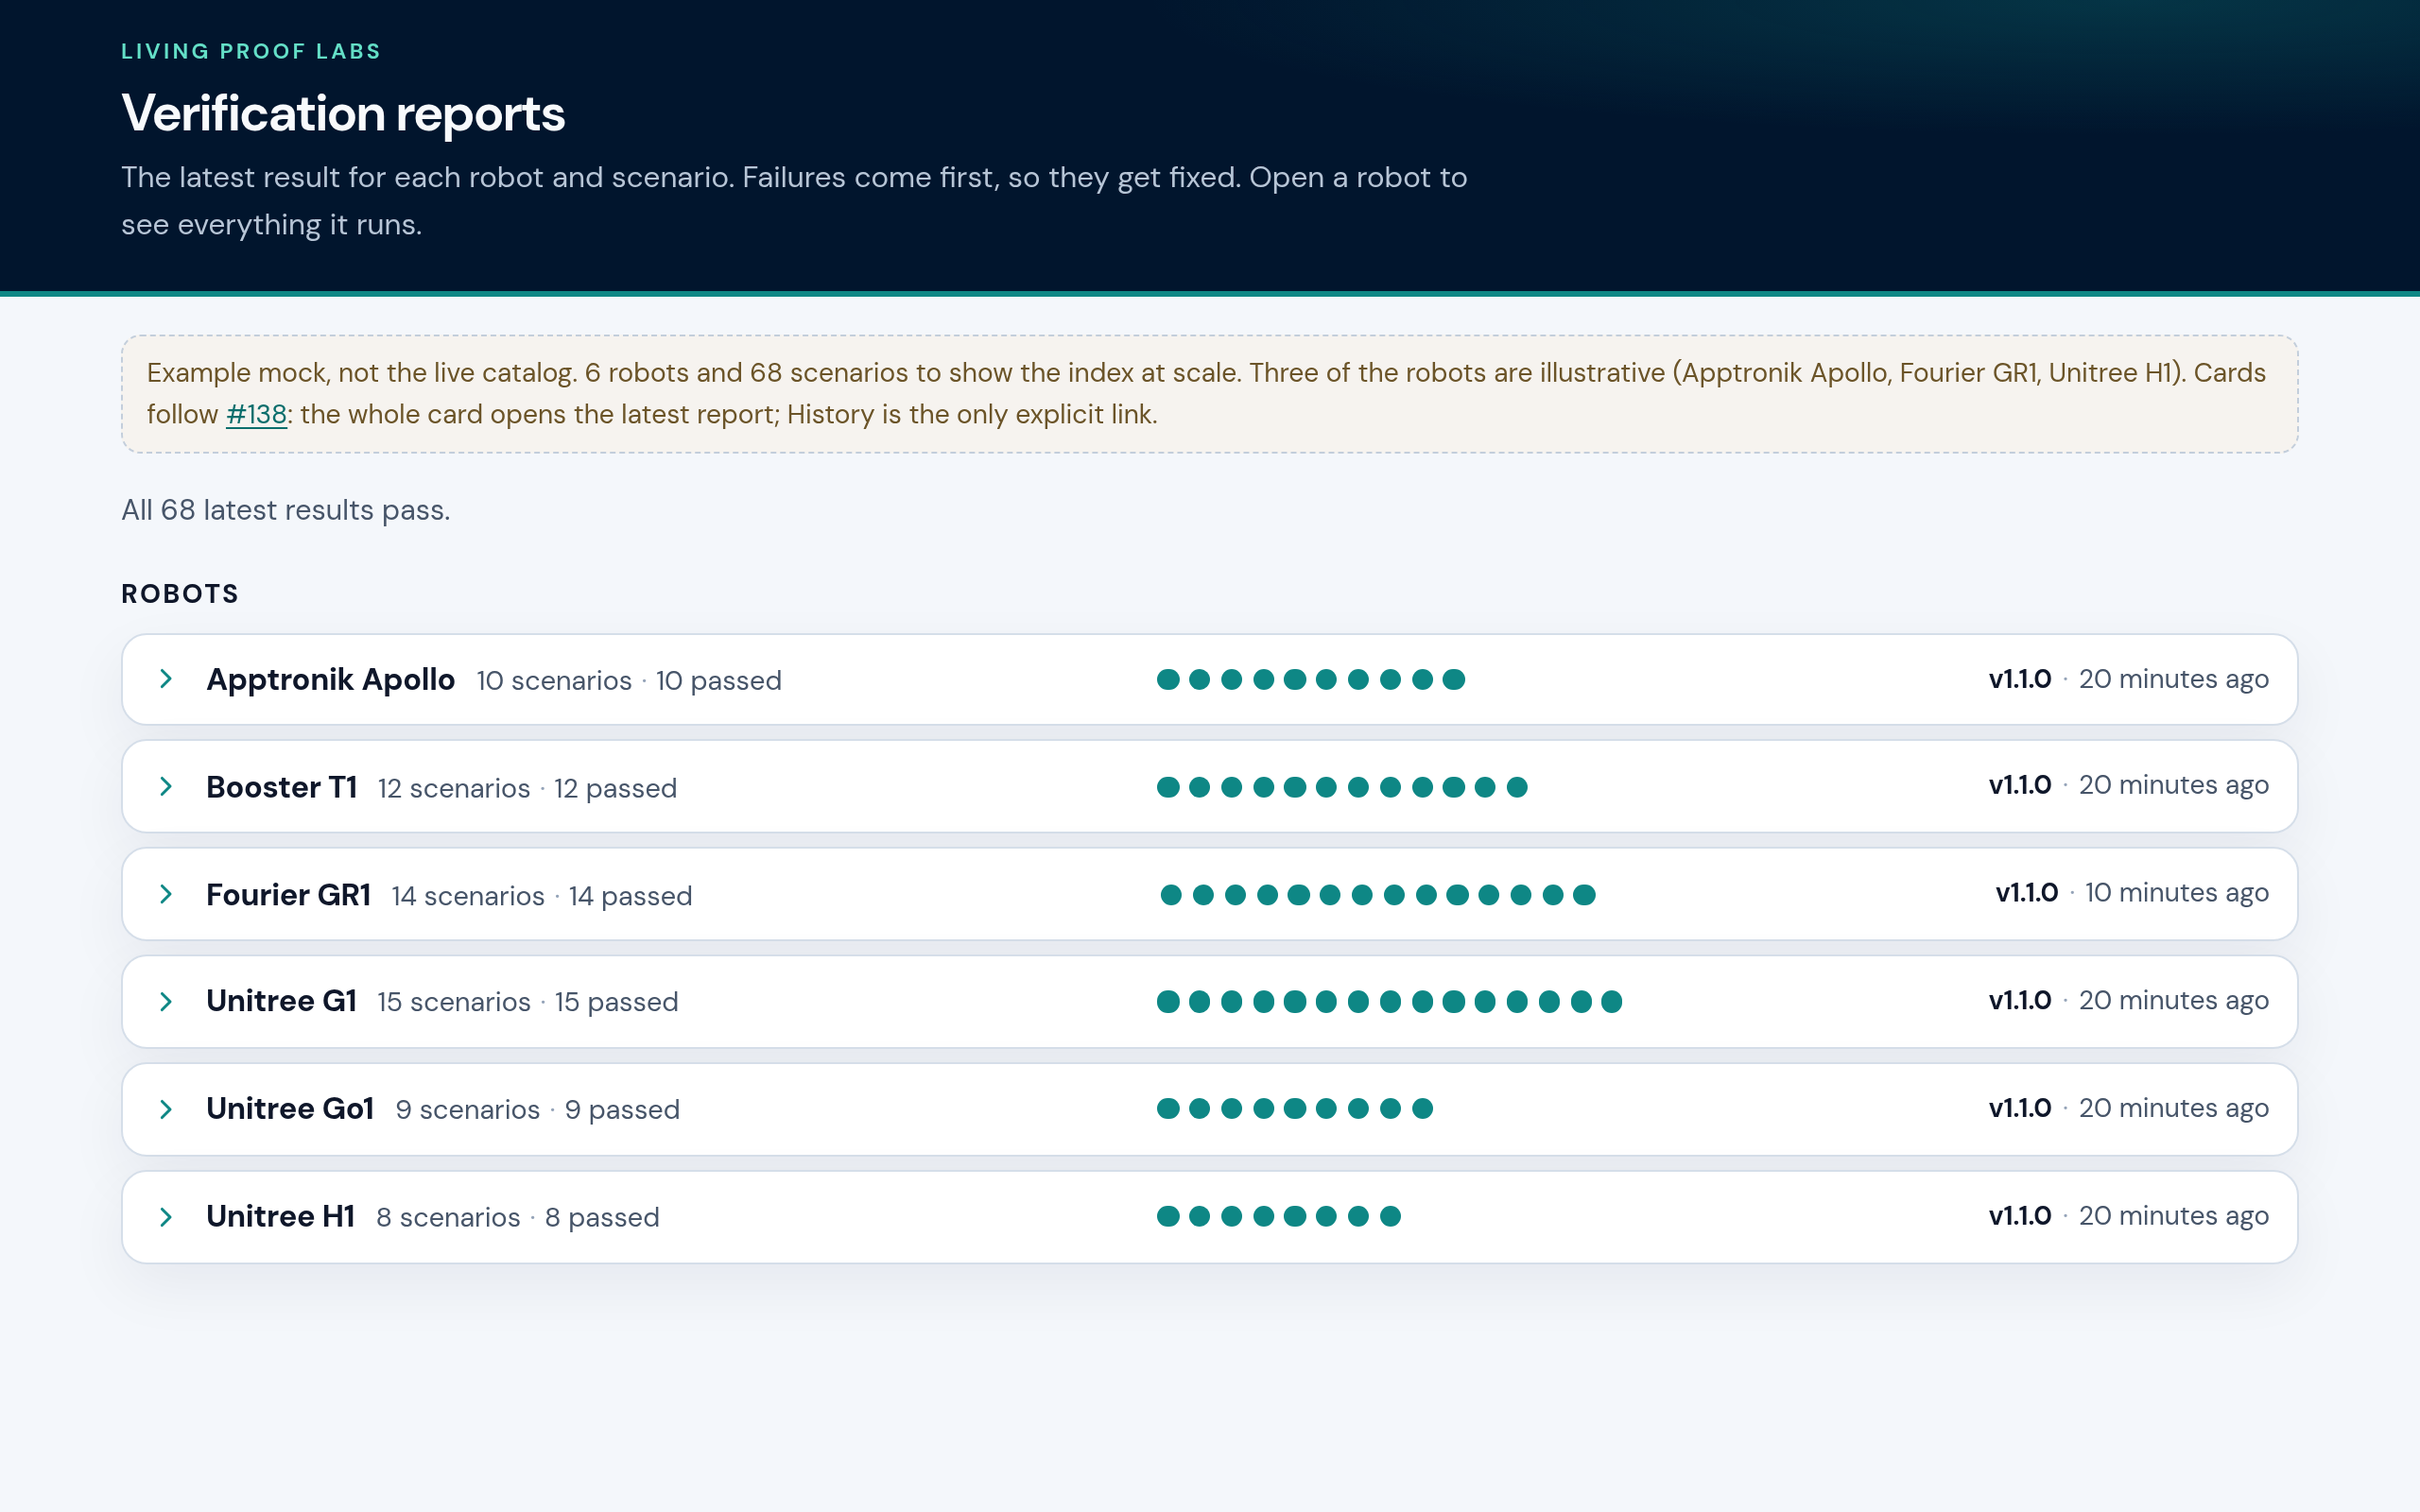 LIVING PROOF LABS
Verification reports
The latest result for each robot and scenario. Failures come first, so they get fixed. Open a robot to
see everything it runs.
Example mock, not the live catalog. 6 robots and 68 scenarios to show the index at scale. Three of the robots are illustrative (Apptronik Apollo, Fourier GR1, Unitree H1). Cards
follow #138: the whole card opens the latest report; History is the only explicit link.
All 68 latest results pass.
ROBOTS
Apptronik Apollo 10 scenarios · 10 passed v1.1.0 · 20 minutes ago
Booster T1 12 scenarios · 12 passed v1.1.0 · 20 minutes ago
Fourier GR1 14 scenarios · 14 passed v1.1.0 · 10 minutes ago
Unitree G1 15 scenarios · 15 passed v1.1.0 · 20 minutes ago
Unitree Go1 9 scenarios · 9 passed v1.1.0 · 20 minutes ago
Unitree H1 8 scenarios · 8 passed v1.1.0 · 20 minutes ago